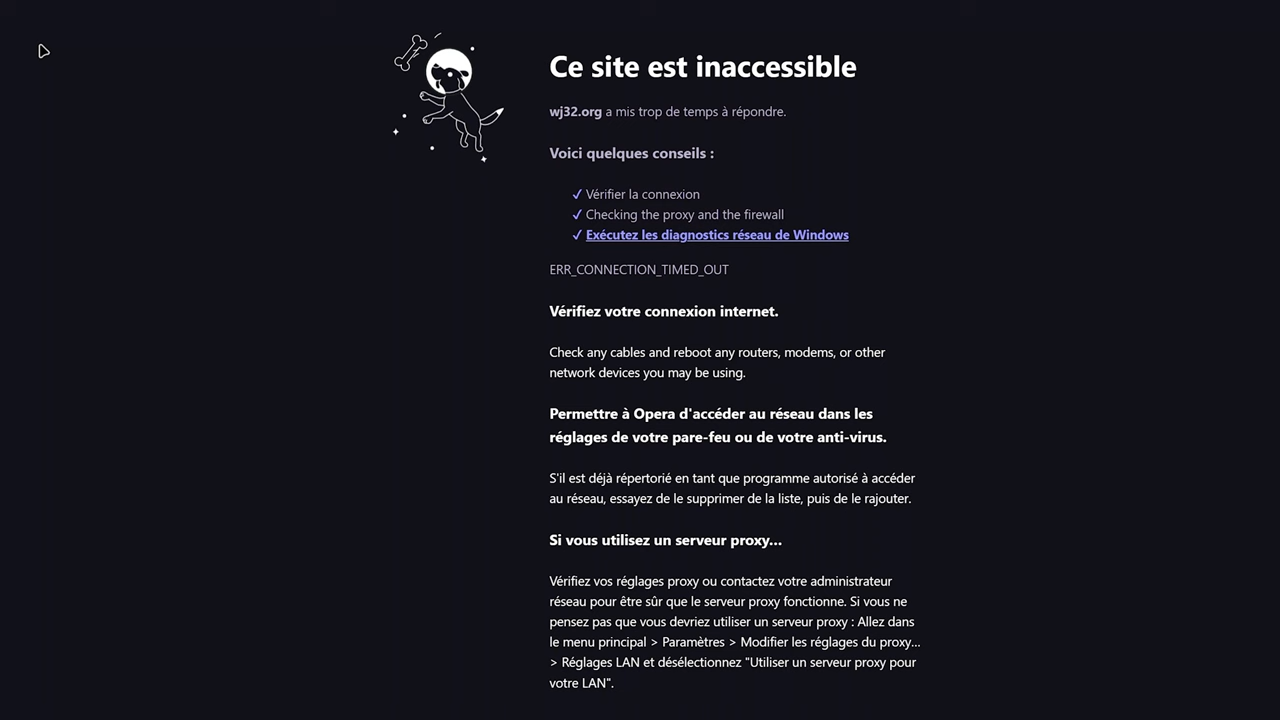 Ce site est inaccessible
wj32.org a mis trop de temps à répondre.
Voici quelques conseils :
✓ Vérifier la connexion
✓ Checking the proxy and the firewall
✓ Exécutez les diagnostics réseau de Windows
ERR_CONNECTION_TIMED_OUT
Vérifiez votre connexion internet.
Check any cables and reboot any routers, modems, or other
network devices you may be using.
Permettre à Opera d'accéder au réseau dans les
réglages de votre pare-feu ou de votre anti-virus.
S'il est déjà répertorié en tant que programme autorisé à accéder
au réseau, essayez de le supprimer de la liste, puis de le rajouter.
Si vous utilisez un serveur proxy…
Vérifiez vos réglages proxy ou contactez votre administrateur
réseau pour être sûr que le serveur proxy fonctionne. Si vous ne
pensez pas que vous devriez utiliser un serveur proxy : Allez dans
le menu principal > Paramètres > Modifier les réglages du proxy…
> Réglages LAN et désélectionnez "Utiliser un serveur proxy pour
votre LAN".